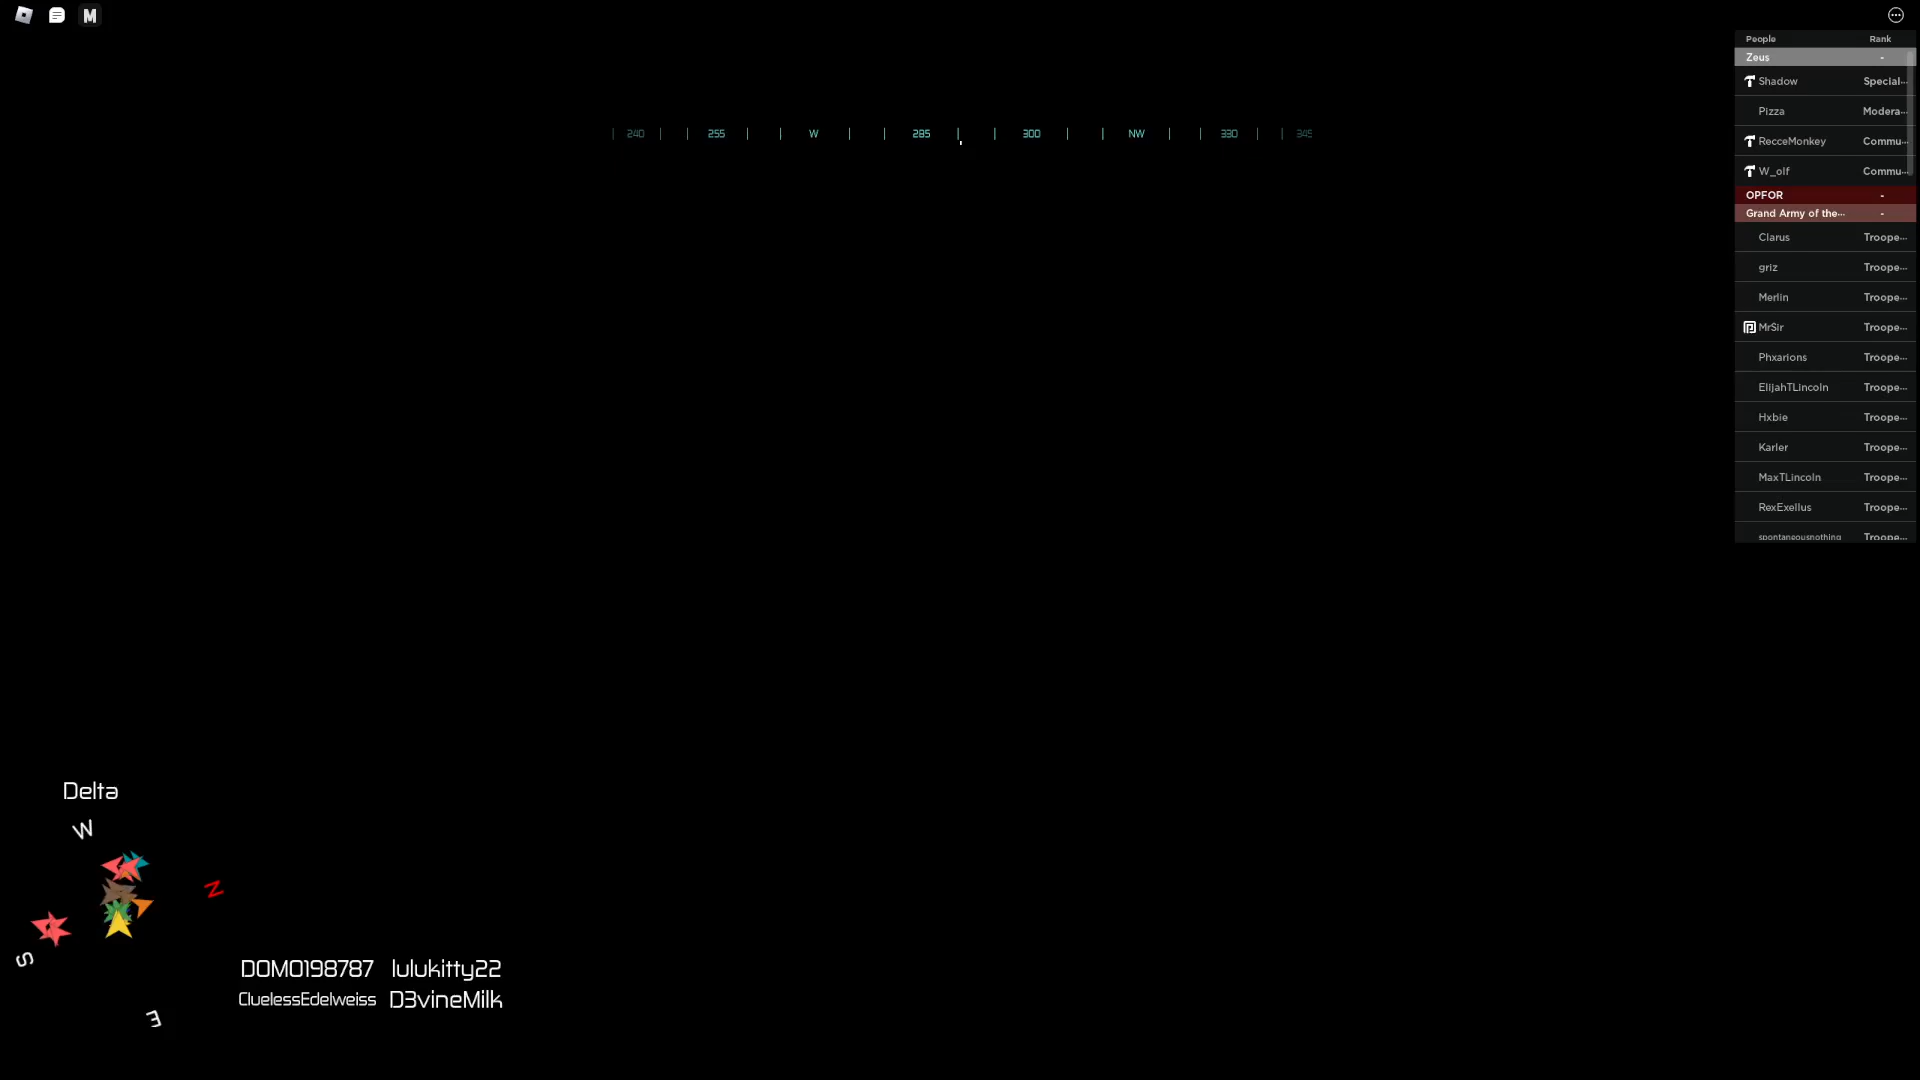 M
People Rank
Zeus -
Shadow Special...
Pizza Modera...
RecceMonkey Commu...
W_olf Commu...
OPFOR -
Grand Army of the... -
Clarus Troope...
griz Troope...
Merlin Troope...
MrSir Troope...
Phxarions Troope...
ElijahTLincoln Troope...
Hxbie Troope...
Karler Troope...
MaxTLincoln Troope...
RexExellus Troope...
spontaneousnothing Troope...
240 255 W 285 300 NW 330 345
Delta
W
N
S
E
DOMO198787 lulukitty22
CluelessEdelweiss D3vineMilk